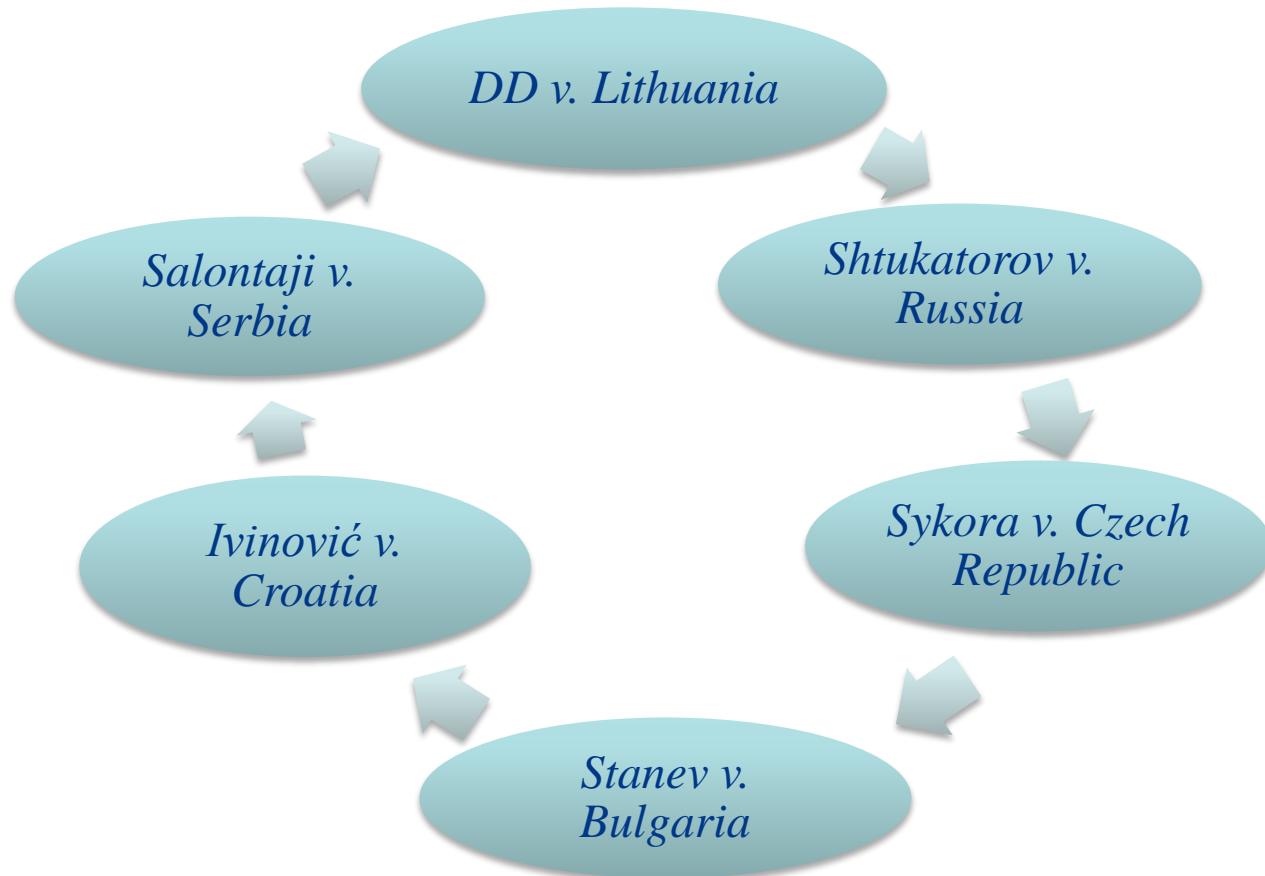 DD v. Lithuania
Shtukatorov v.
Russia
Sykora v. Czech
Republic
Stanev v.
Bulgaria
Ivinović v.
Croatia
Salontaji v.
Serbia